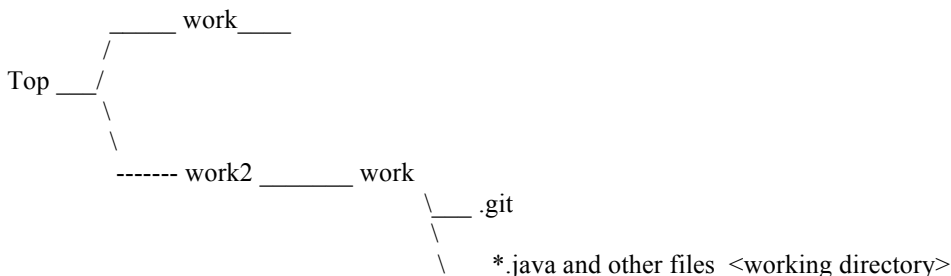 work
Top
work2 work
.git
*.java and other files <working directory>